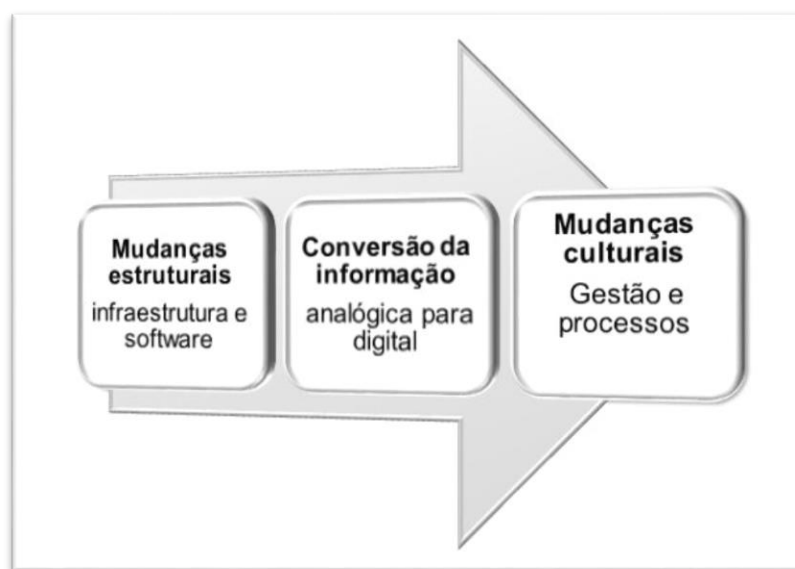 Mudanças
estruturais
infraestrutura e
software
Conversão da
informação
analógica para
digital
Mudanças
culturais
Gestão e
processos